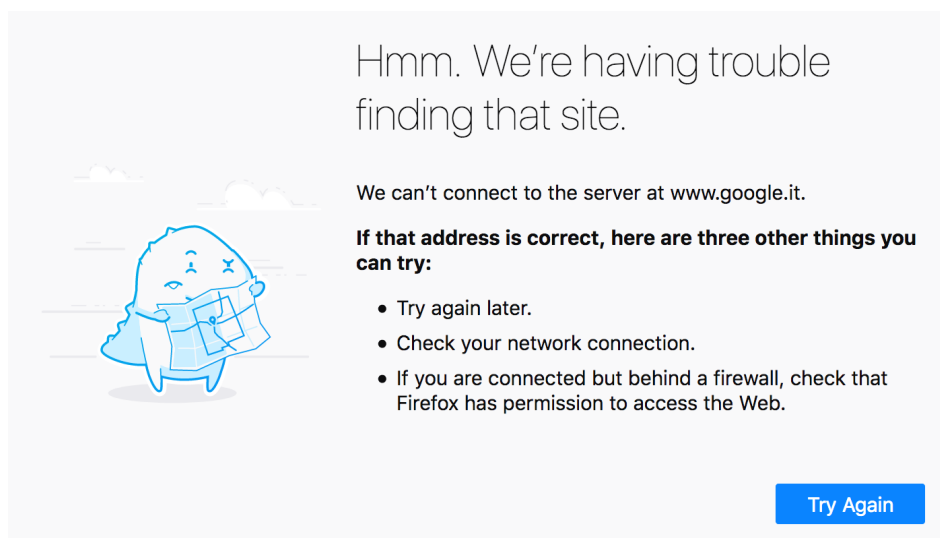 Hmm. We’re having trouble
finding that site.
We can’t connect to the server at www.google.it.
If that address is correct, here are three other things you
can try:
• Try again later.
• Check your network connection.
• If you are connected but behind a firewall, check that
Firefox has permission to access the Web.
Try Again